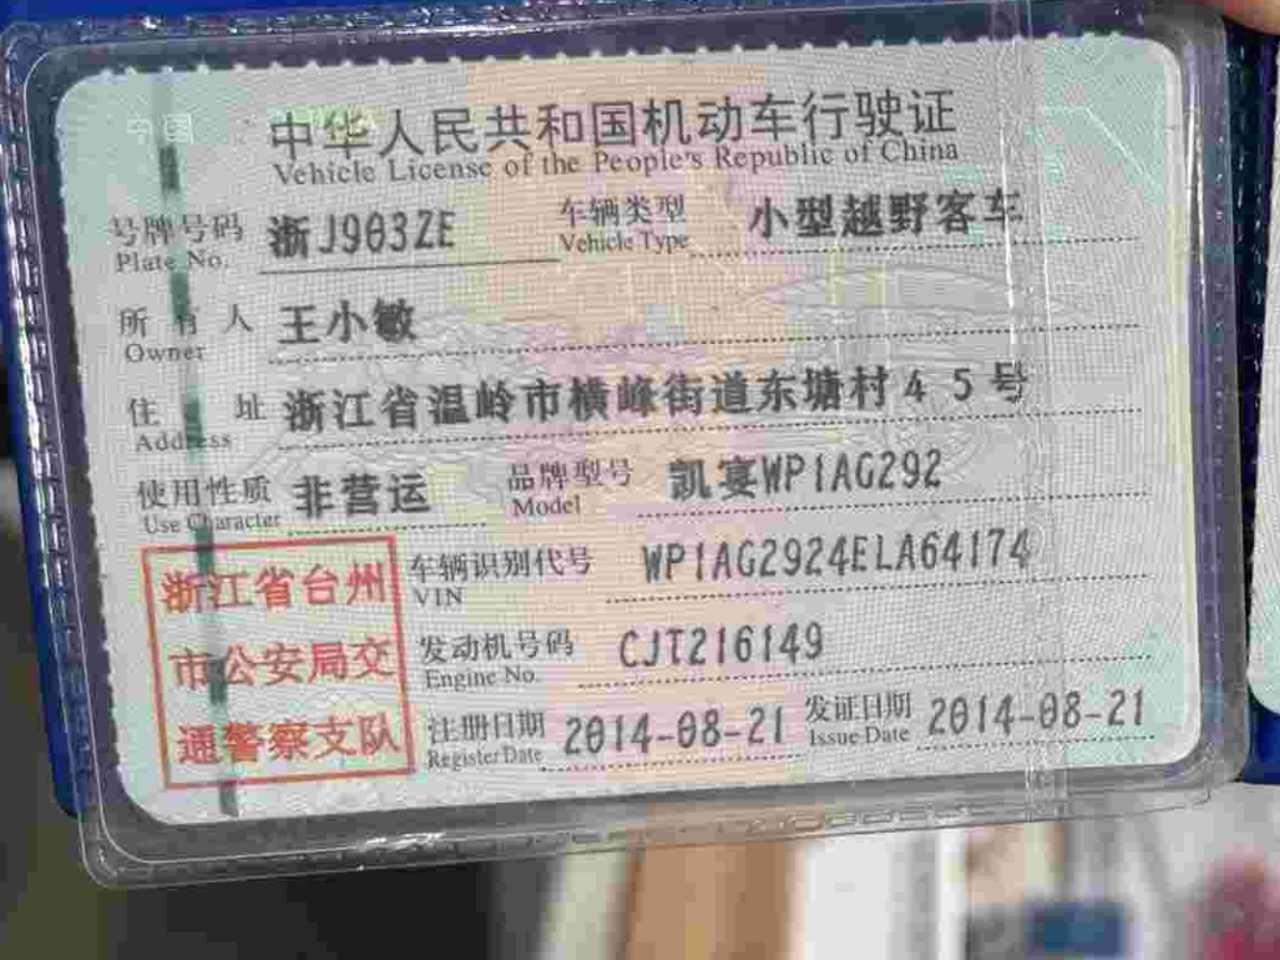 中华人民共和国机动车行驶证
Vehicle License of the People's Republic of China
号牌号码 浙J903ZE 车辆类型 小型越野客车
Plate No. Vehicle Type
所有人 王小敏
Owner
住址 浙江省温岭市横峰街道东塘村45号
Address
使用性质 非营运 品牌型号 凯宴WP1AG292
Use Character Model
车辆识别代号 WP1AG2924ELA64174
VIN
发动机号码 CJT216149
Engine No.
注册日期 2014-08-21 发证日期 2014-08-21
Register Date Issue Date
浙江省台州
市公安局交
通警察支队